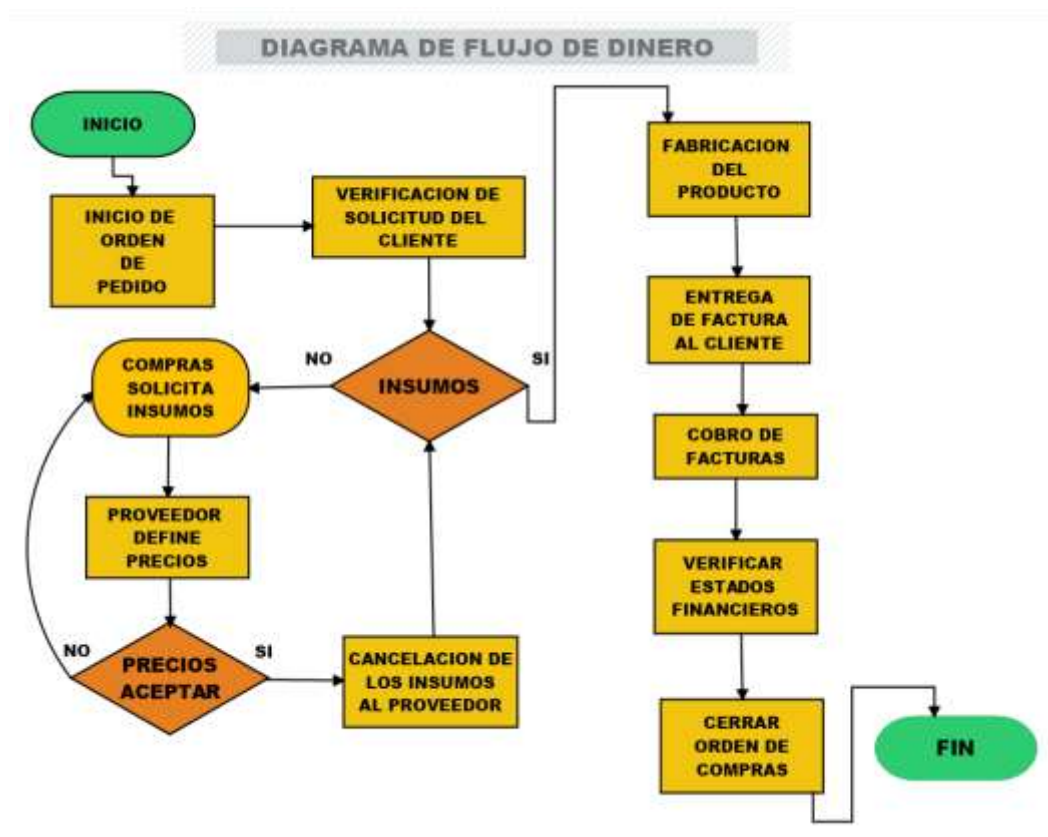 DIAGRAMA DE FLUJO DE DINERO
INICIO
INICIO DE
ORDEN
DE
PEDIDO
VERIFICACION DE
SOLICITUD DEL
CLIENTE
INSUMOS
NO
SI
COMPRAS
SOLICITA
INSUMOS
PROVEEDOR
DEFINE
PRECIOS
PRECIOS
ACEPTAR
NO
SI
CANCELACION DE
LOS INSUMOS
AL PROVEEDOR
FABRICACION
DEL
PRODUCTO
ENTREGA
DE FACTURA
AL CLIENTE
COBRO DE
FACTURAS
VERIFICAR
ESTADOS
FINANCIEROS
CERRAR
ORDEN DE
COMPRAS
FIN